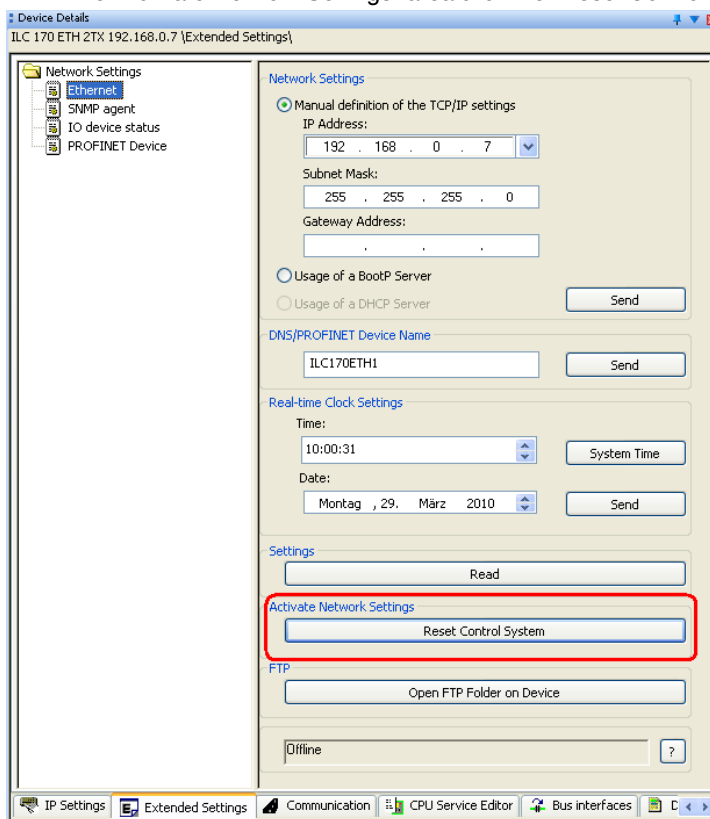 Device Details
ILC 170 ETH 2TX 192.168.0.7 \Extended Settings\
Network Settings
Ethernet
SNMP agent
IO device status
PROFINET Device
Network Settings
Manual definition of the TCP/IP settings
IP Address:
192 . 168 . 0 . 7
Subnet Mask:
255 . 255 . 255 . 0
Gateway Address:
. . .
Usage of a BootP Server
Usage of a DHCP Server
Send
DNS/PROFINET Device Name
ILC170ETH1
Send
Real-time Clock Settings
Time:
10:00:31
System Time
Date:
Montag , 29. März 2010
Send
Settings
Read
Activate Network Settings
Reset Control System
FTP
Open FTP Folder on Device
Offline
?
IP Settings
Extended Settings
Communication
CPU Service Editor
Bus interfaces